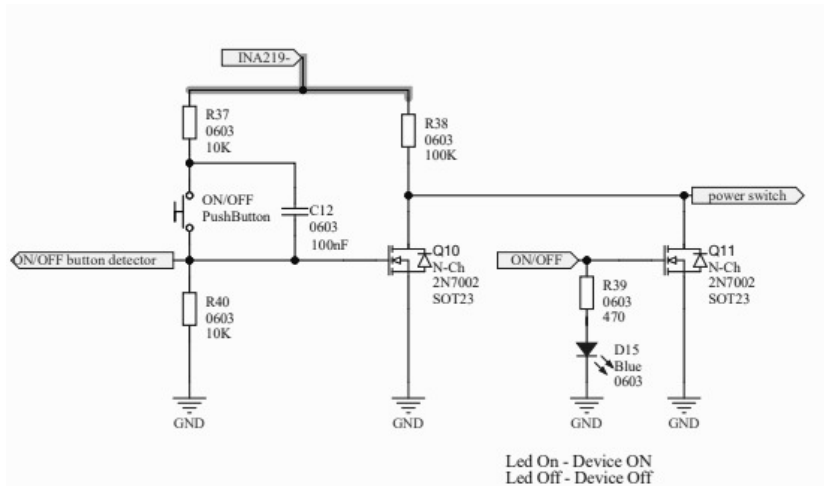 INA219-
R37
0603
10K
R38
0603
100K
ON/OFF
PushButton
C12
0603
100nF
power switch
ON/OFF button detector
Q10
N-Ch
2N7002
SOT23
ON/OFF
Q11
N-Ch
2N7002
SOT23
R40
0603
10K
R39
0603
470
D15
Blue
0603
GND
GND
GND
GND
Led On - Device ON
Led Off - Device Off